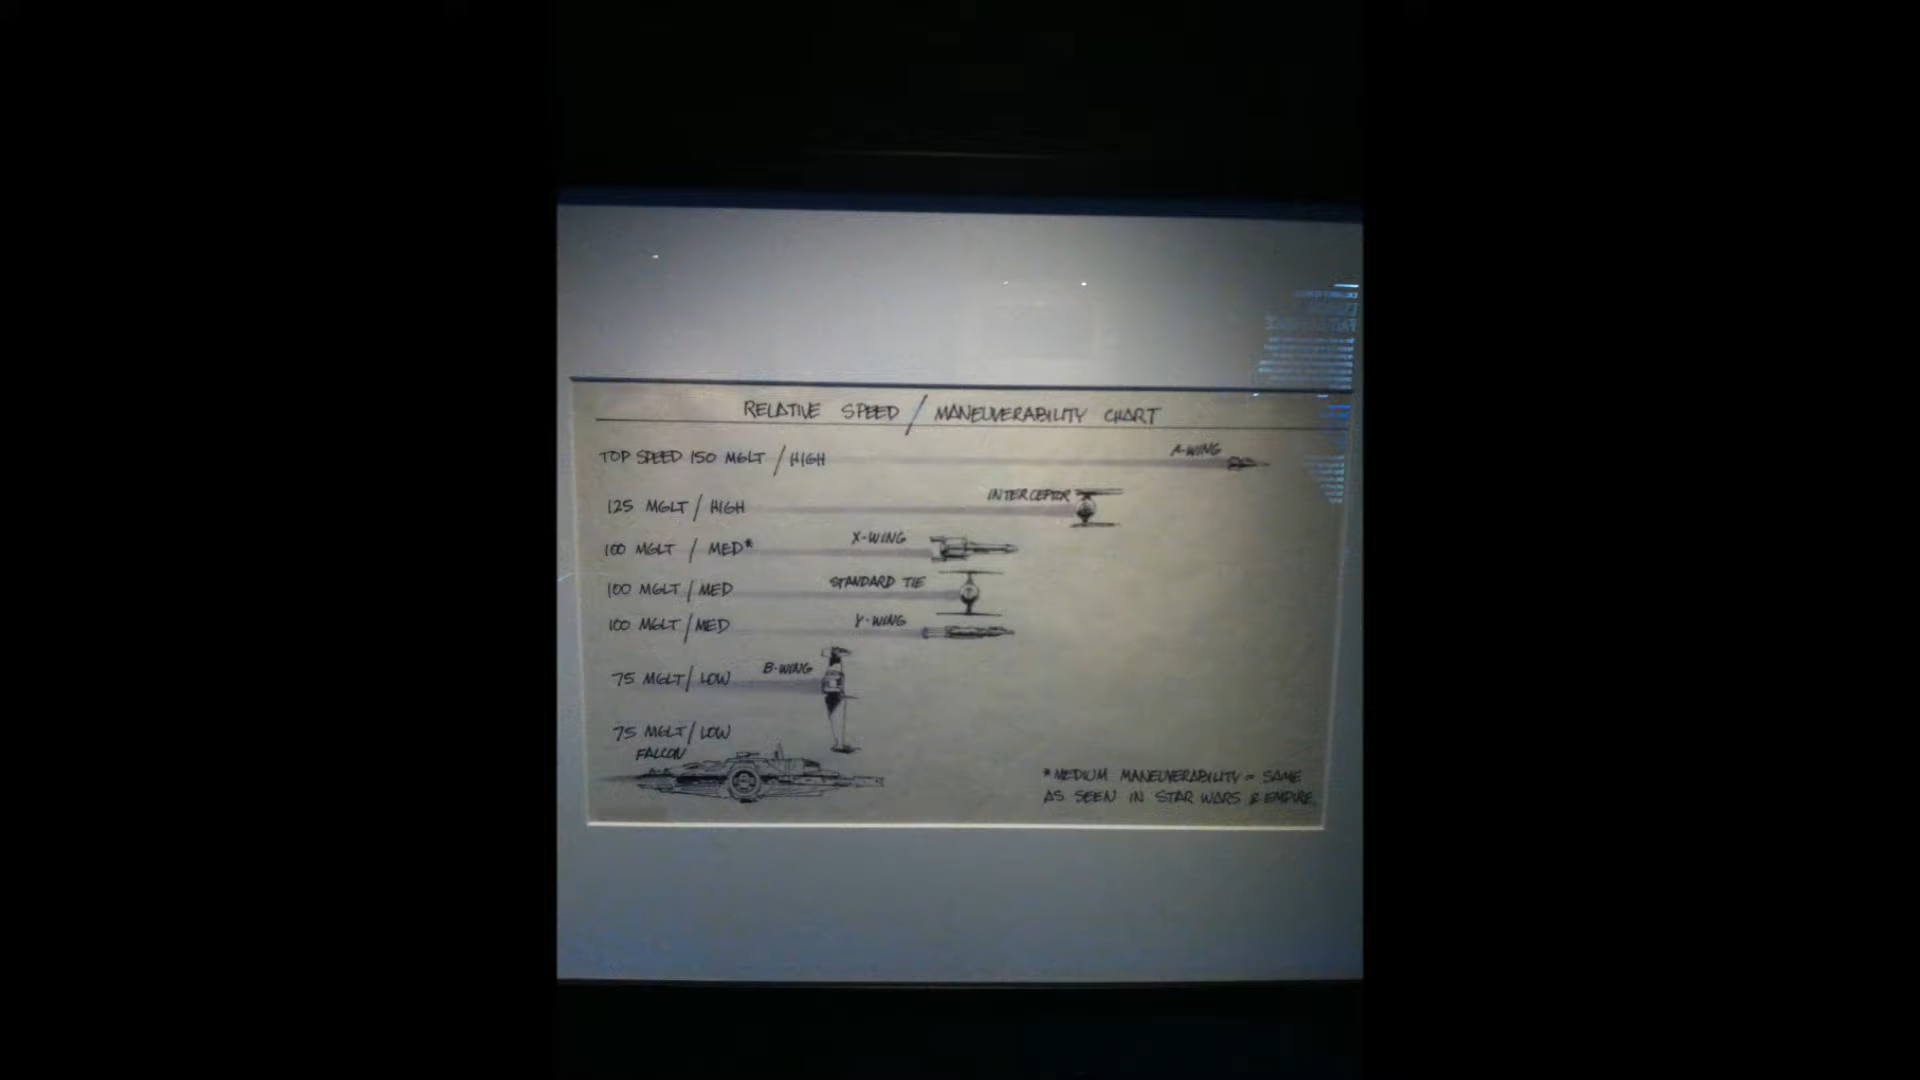 RELATIVE SPEED / MANEUVERABILITY CHART
TOP SPEED 150 MGLT / HIGH A-WING
125 MGLT / HIGH INTERCEPTOR
100 MGLT / MED* X-WING
100 MGLT / MED STANDARD TIE
100 MGLT / MED Y-WING
75 MGLT / LOW B-WING
75 MGLT / LOW
FALCON
*MEDIUM MANEUVERABILITY = SAME
AS SEEN IN STAR WARS & EMPIRE